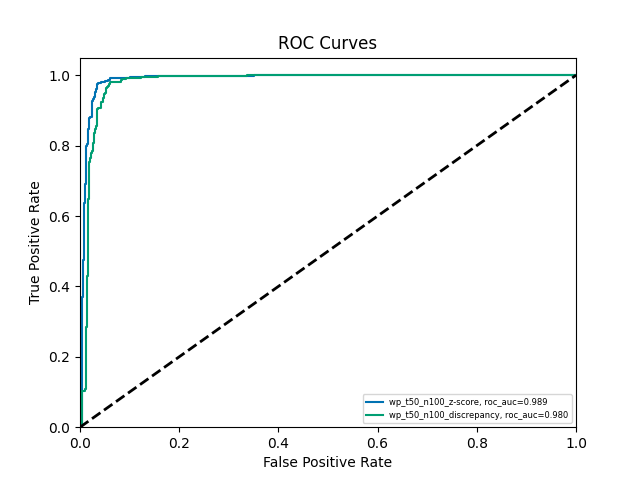 ROC Curves
True Positive Rate
1.0
0.8
0.6
0.4
0.2
0.0
wp_t50_n100_z-score, roc_auc=0.989
wp_t50_n100_discrepancy, roc_auc=0.980
0.0 0.2 0.4 0.6 0.8 1.0
False Positive Rate